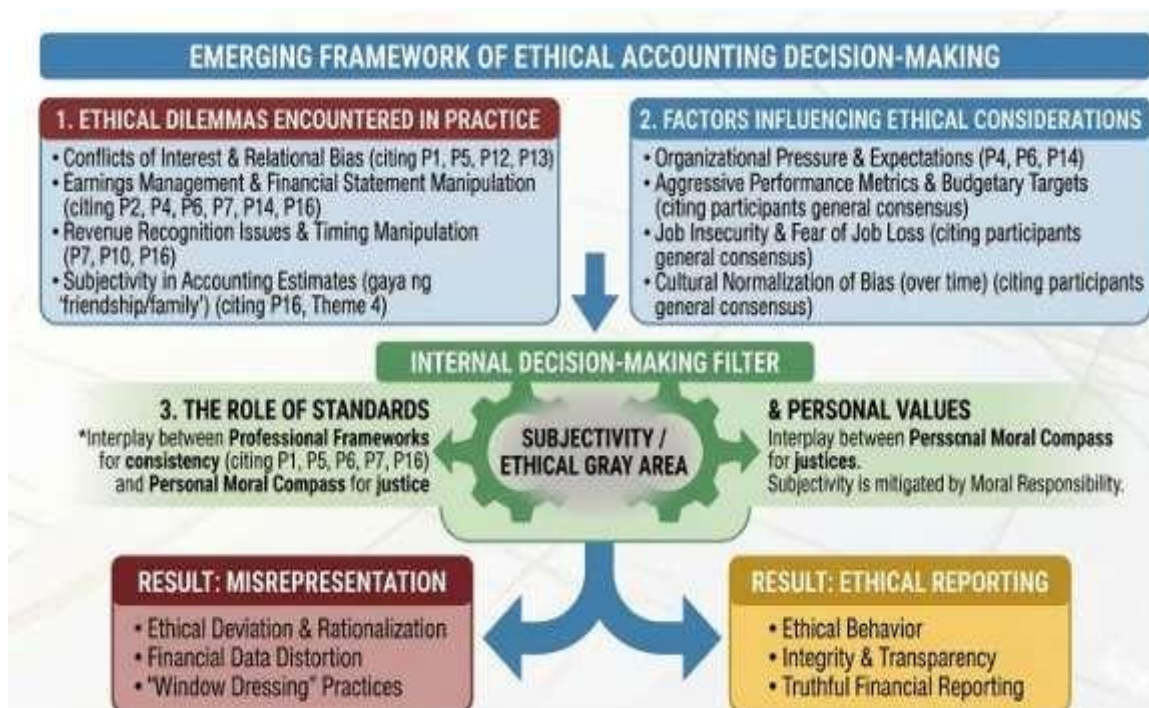 EMERGING FRAMEWORK OF ETHICAL ACCOUNTING DECISION-MAKING
1. ETHICAL DILEMMAS ENCOUNTERED IN PRACTICE
• Conflicts of Interest & Relational Bias (citing P1, P5, P12, P13)
• Earnings Management & Financial Statement Manipulation
(citing P2, P4, P6, P7, P14, P16)
• Revenue Recognition Issues & Timing Manipulation
(P7, P10, P16)
• Subjectivity in Accounting Estimates (gaya ng
'friendship/family') (citing P16, Theme 4)
2. FACTORS INFLUENCING ETHICAL CONSIDERATIONS
• Organizational Pressure & Expectations (P4, P6, P14)
• Aggressive Performance Metrics & Budgetary Targets
(citing participants general consensus)
• Job Insecurity & Fear of Job Loss (citing participants
general consensus)
• Cultural Normalization of Bias (over time) (citing participants
general consensus)
INTERNAL DECISION-MAKING FILTER
3. THE ROLE OF STANDARDS
*Interplay between Professional Frameworks
for consistency (citing P1, P5, P6, P7, P16)
and Personal Moral Compass for justice
SUBJECTIVITY /
ETHICAL GRAY AREA
& PERSONAL VALUES
Interplay between Persscnal Moral Compass
for justices.
Subjectivity is mitigated by Moral Responsibility.
RESULT: MISREPRESENTATION
• Ethical Deviation & Rationalization
• Financial Data Distortion
• "Window Dressing" Practices
RESULT: ETHICAL REPORTING
• Ethical Behavior
• Integrity & Transparency
• Truthful Financial Reporting